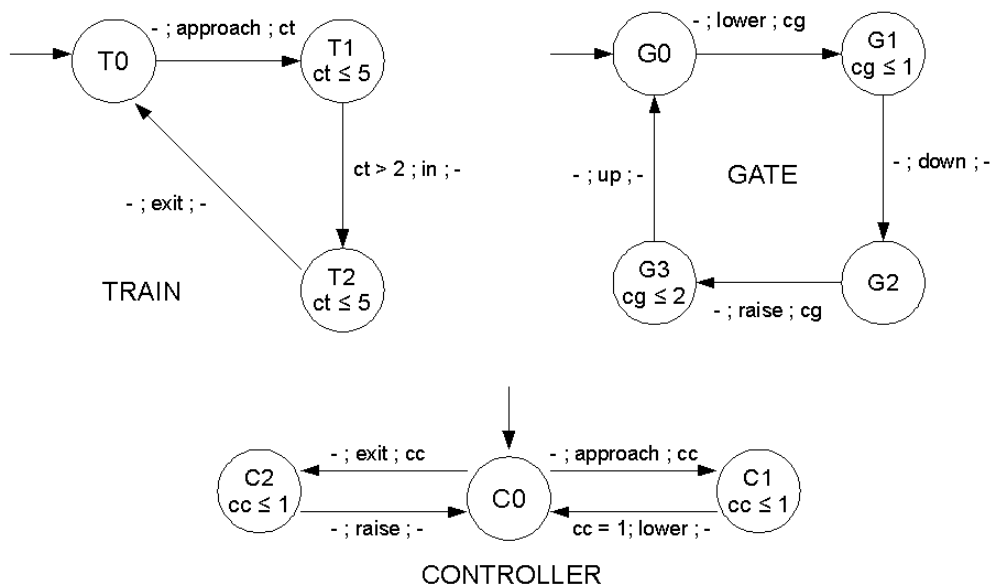 - ; approach ; ct
T0
T1
ct ≤ 5
ct > 2 ; in ; -
- ; exit ; -
T2
ct ≤ 5
TRAIN
- ; lower ; cg
G0
G1
cg ≤ 1
- ; up ; -
GATE
- ; down ; -
G3
cg ≤ 2
G2
- ; raise ; cg
- ; exit ; cc
- ; approach ; cc
C2
cc ≤ 1
C0
C1
cc ≤ 1
- ; raise ; -
cc = 1; lower ; -
CONTROLLER